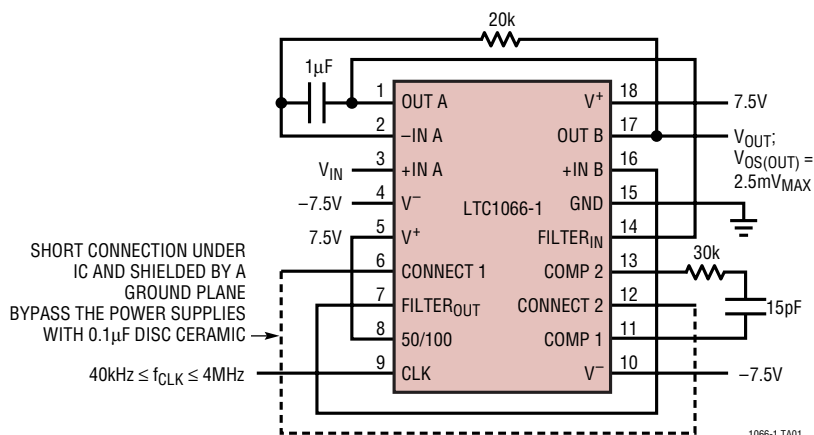 20k
1µF
1 OUT A
2 –IN A
VIN 3 +IN A
–7.5V 4 V–
7.5V 5 V+
6 CONNECT 1
7 FILTEROUT
8 50/100
40kHz ≤ fCLK ≤ 4MHz 9 CLK
LTC1066-1
V+ 18 7.5V
OUT B 17 VOUT;
VOS(OUT) =
2.5mVMAX
+IN B 16
GND 15
FILTERIN 14
COMP 2 13 30k
CONNECT 2 12 15pF
COMP 1 11
V– 10 –7.5V
SHORT CONNECTION UNDER
IC AND SHIELDED BY A
GROUND PLANE
BYPASS THE POWER SUPPLIES
WITH 0.1µF DISC CERAMIC
1066-1 TA01